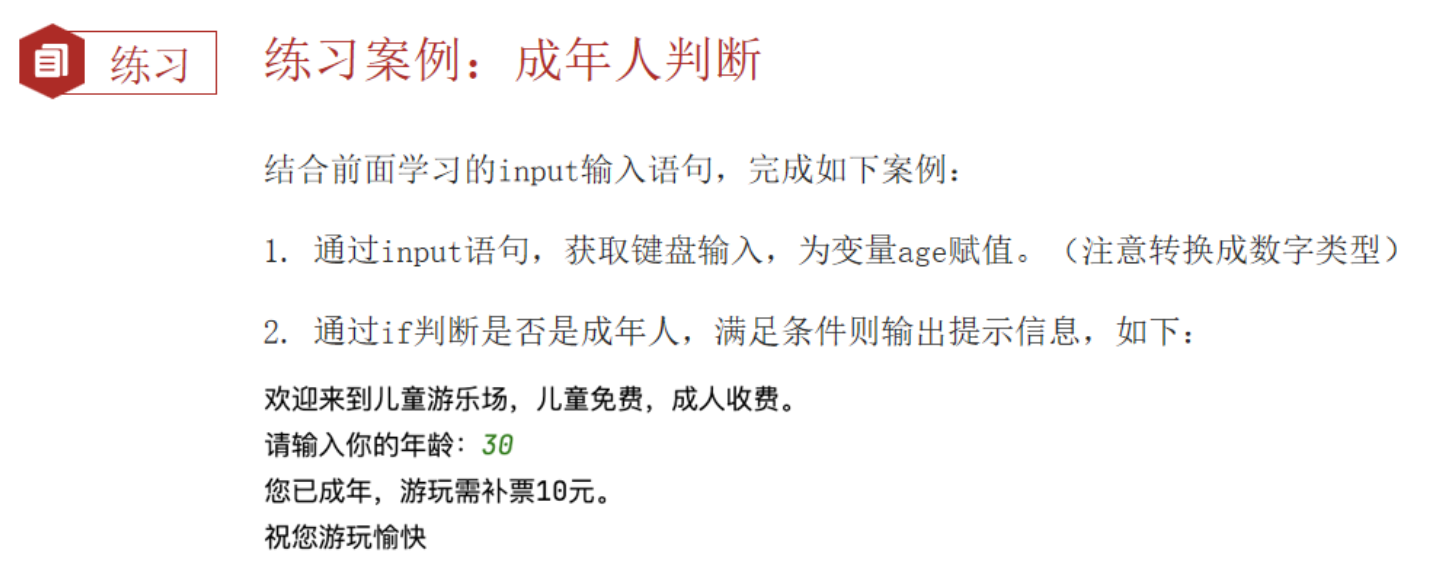 练习
练习案例：成年人判断
结合前面学习的input输入语句，完成如下案例：
1. 通过input语句，获取键盘输入，为变量age赋值。（注意转换成数字类型）
2. 通过if判断是否是成年人，满足条件则输出提示信息，如下：
欢迎来到儿童游乐场，儿童免费，成人收费。
请输入你的年龄：30
您已成年，游玩需补票10元。
祝您游玩愉快